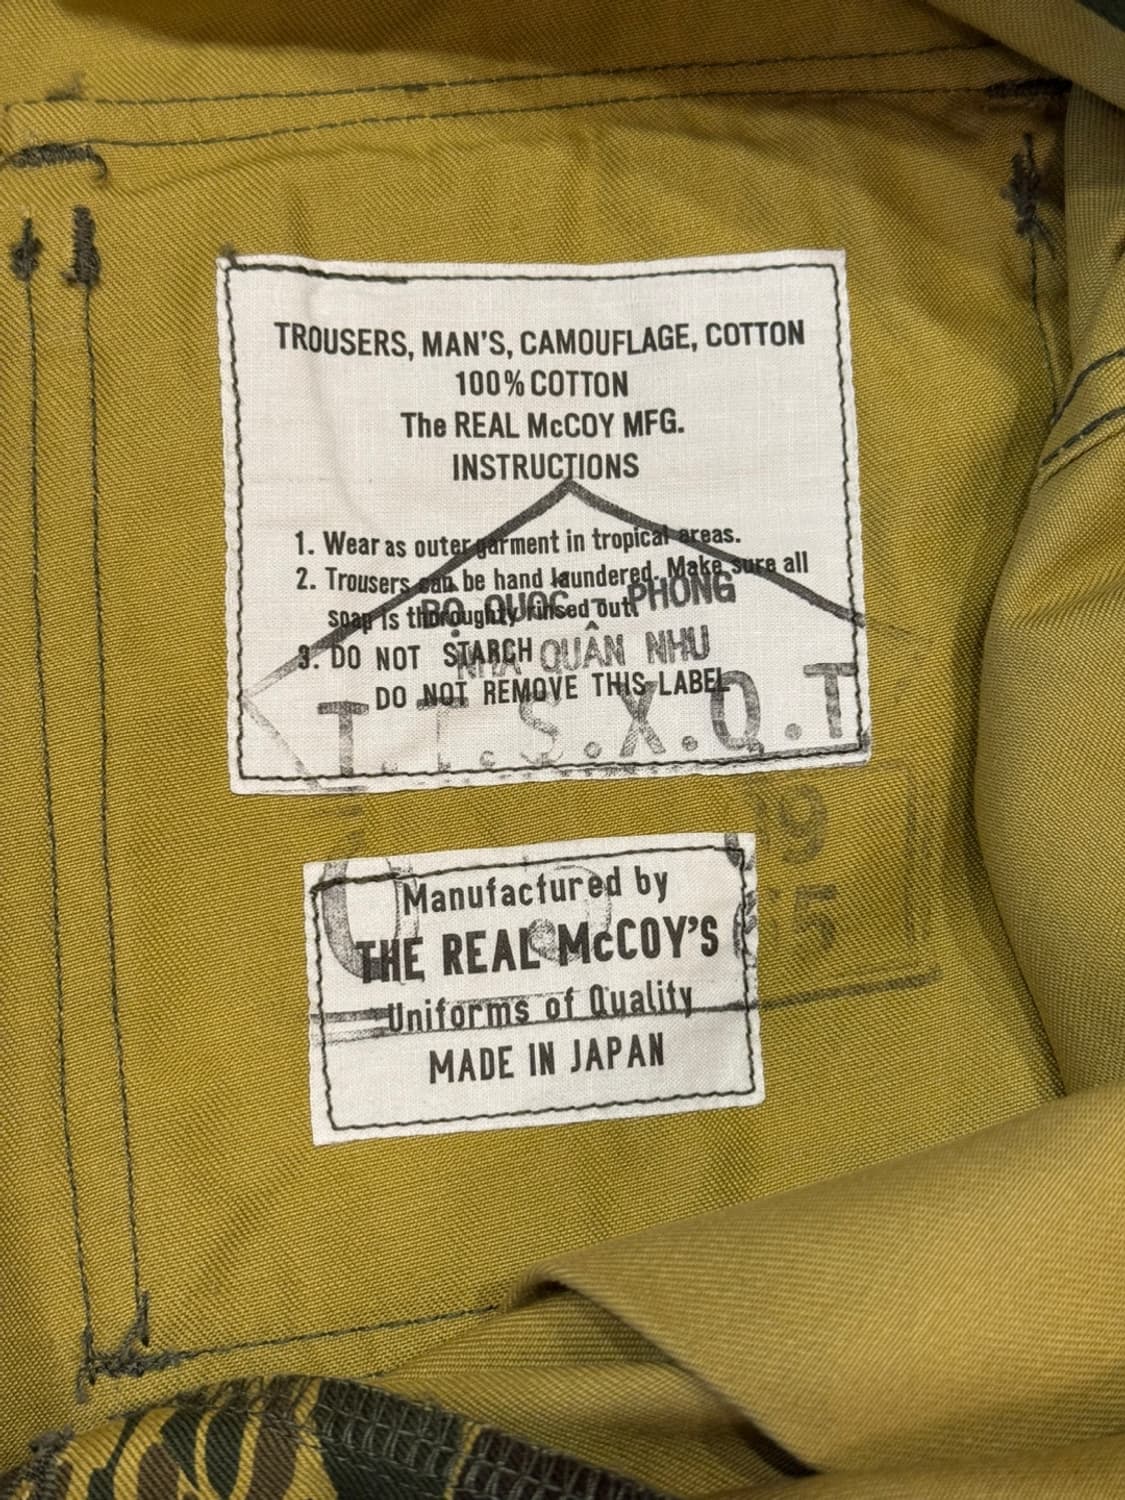 TROUSERS, MAN'S, CAMOUFLAGE, COTTON
100% COTTON
The REAL McCOY MFG.
INSTRUCTIONS
1. Wear as outer garment in tropical areas.
2. Trousers can be hand laundered. Make sure all
soap is thoroughly rinsed out.
3. DO NOT STARCH
DO NOT REMOVE THIS LABEL
BỘ QUỐC - PHÒNG
NHA QUÂN NHU
T.T.S.X.Q.T
65
Manufactured by
THE REAL McCOY'S
Uniforms of Quality
MADE IN JAPAN